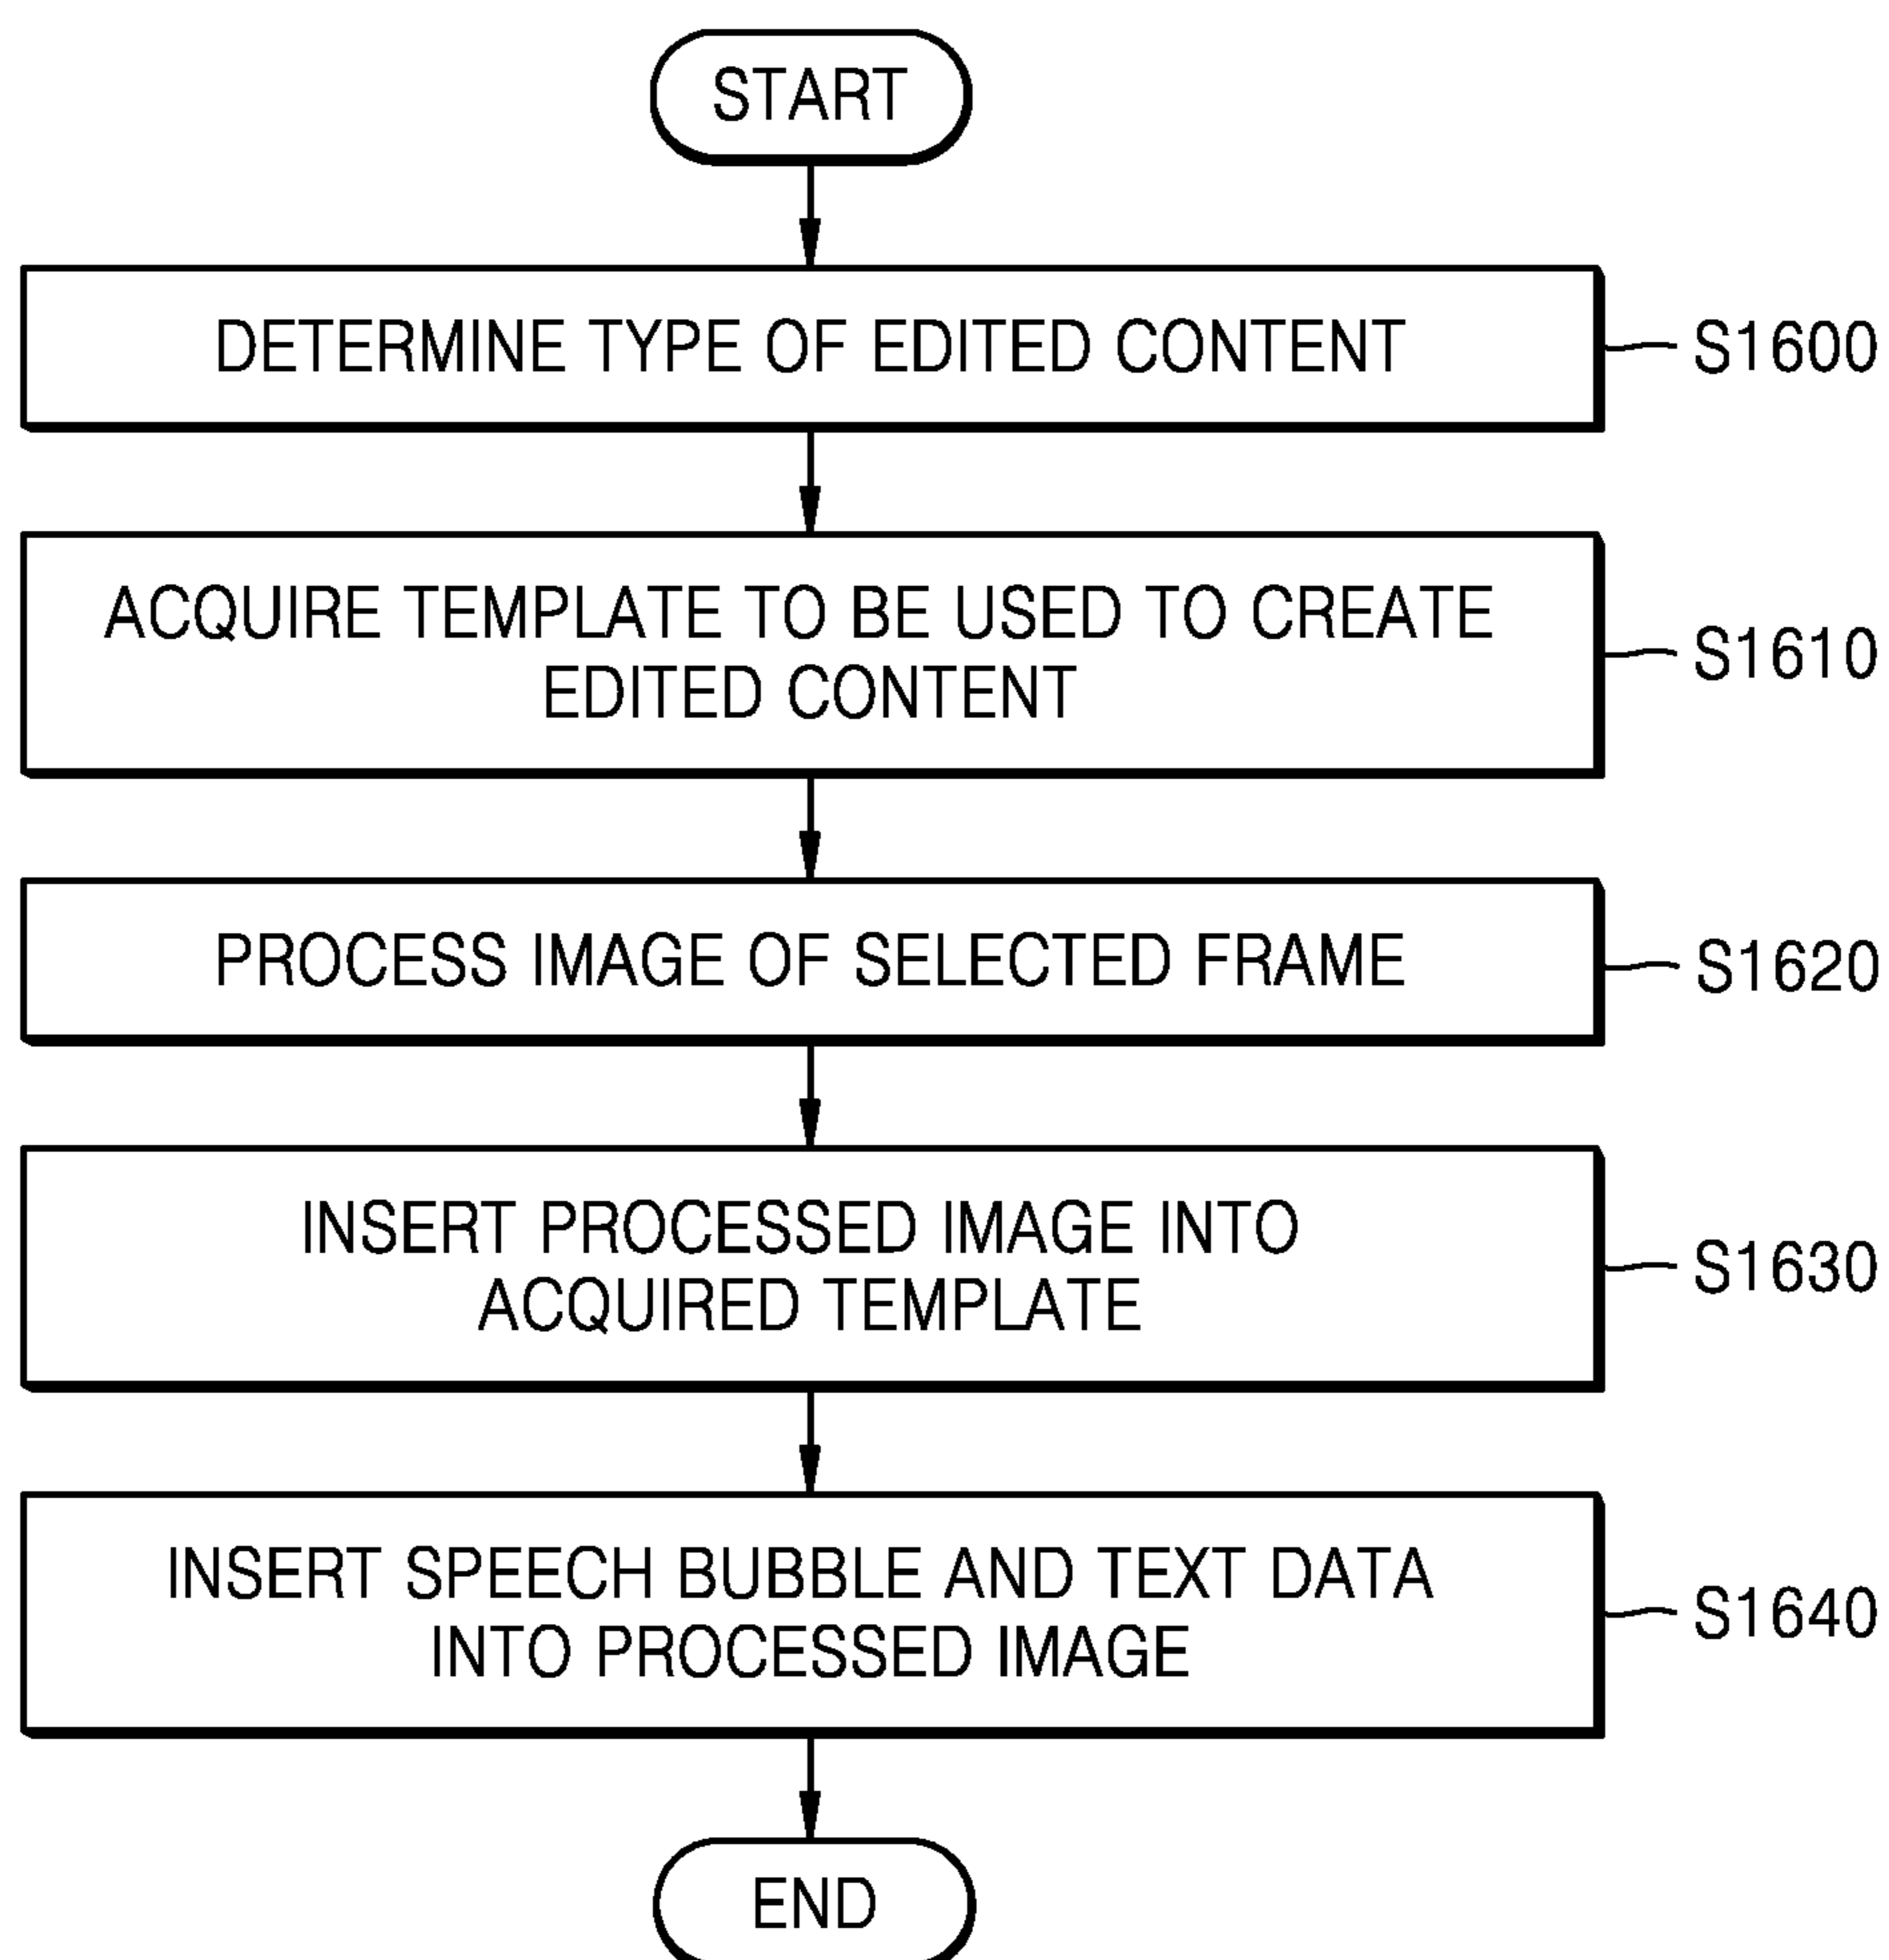 START
DETERMINE TYPE OF EDITED CONTENT
S1600
ACQUIRE TEMPLATE TO BE USED TO CREATE
EDITED CONTENT
S1610
PROCESS IMAGE OF SELECTED FRAME
S1620
INSERT PROCESSED IMAGE INTO
ACQUIRED TEMPLATE
S1630
INSERT SPEECH BUBBLE AND TEXT DATA
INTO PROCESSED IMAGE
S1640
END